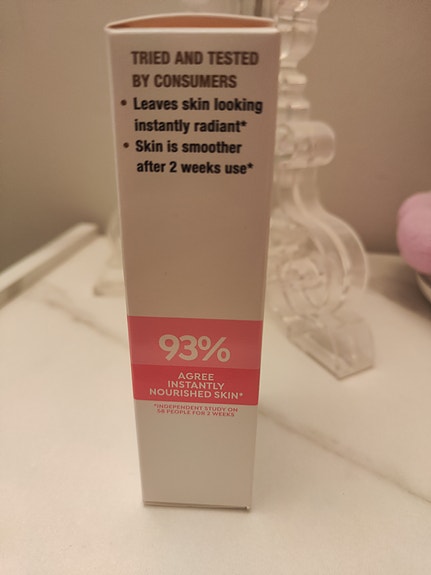 TRIED AND TESTED
BY CONSUMERS
• Leaves skin looking
instantly radiant*
• Skin is smoother
after 2 weeks use*
93%
AGREE
INSTANTLY
NOURISHED SKIN*
*INDEPENDENT STUDY ON
58 PEOPLE FOR 2 WEEKS